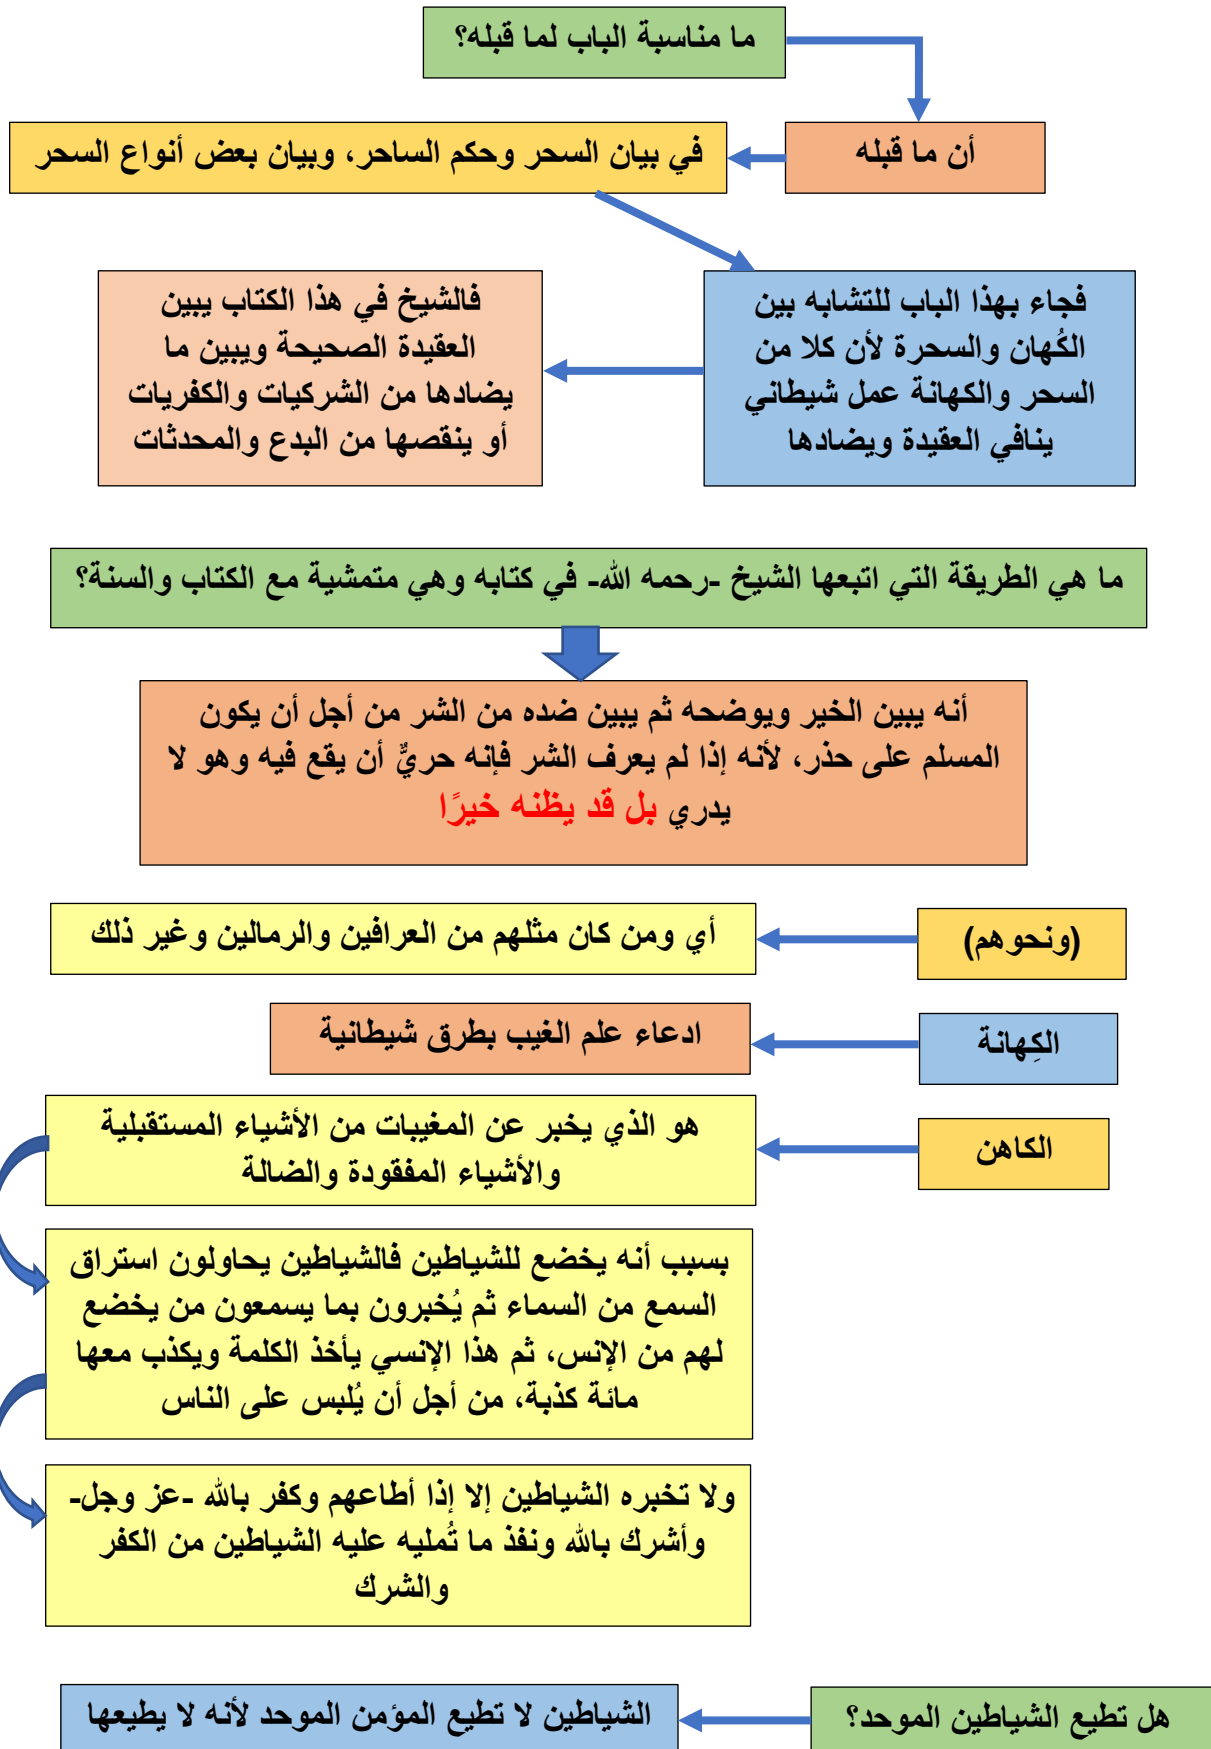 ما مناسبة الباب لما قبله؟
أن ما قبله
في بيان السحر وحكم الساحر، وبيان بعض أنواع السحر
فجاء بهذا الباب للتشابه بين
الكُهان والسحرة لأن كلا من
السحر والكهانة عمل شيطاني
ينافي العقيدة ويضادها
فالشيخ في هذا الكتاب يبين
العقيدة الصحيحة ويبين ما
يضادها من الشركيات والكفريات
أو ينقصها من البدع والمحدثات
ما هي الطريقة التي اتبعها الشيخ -رحمه الله- في كتابه وهي متمشية مع الكتاب والسنة؟
أنه يبين الخير ويوضحه ثم يبين ضده من الشر من أجل أن يكون
المسلم على حذر، لأنه إذا لم يعرف الشر فإنه حريٌّ أن يقع فيه وهو لا
يدري بل قد يظنه خيرًا
(ونحوهم)
أي ومن كان مثلهم من العرافين والرمالين وغير ذلك
الكِهانة
ادعاء علم الغيب بطرق شيطانية
الكاهن
هو الذي يخبر عن المغيبات من الأشياء المستقبلية
والأشياء المفقودة والضالة
بسبب أنه يخضع للشياطين فالشياطين يحاولون استراق
السمع من السماء ثم يُخبرون بما يسمعون من يخضع
لهم من الإنس، ثم هذا الإنسي يأخذ الكلمة ويكذب معها
مائة كذبة، من أجل أن يُلبس على الناس
ولا تخبره الشياطين إلا إذا أطاعهم وكفر بالله -عز وجل-
وأشرك بالله ونفذ ما تُمليه عليه الشياطين من الكفر
والشرك
هل تطيع الشياطين الموحد؟
الشياطين لا تطيع المؤمن الموحد لأنه لا يطيعها